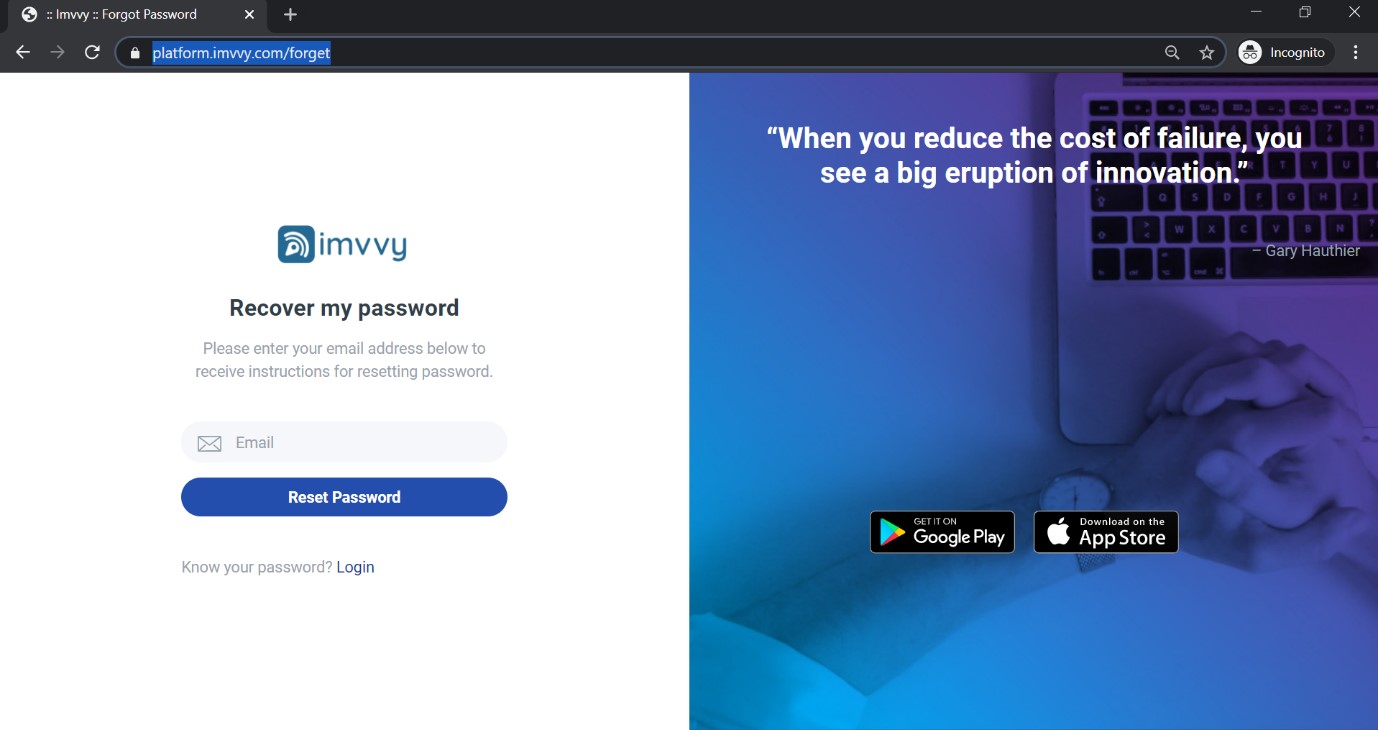 :: Imvvy :: Forgot Password
platform.imvvy.com/forget
Incognito
imvvy
Recover my password
Please enter your email address below to
receive instructions for resetting password.
Email
Reset Password
Know your password? Login
“When you reduce the cost of failure, you
see a big eruption of innovation.”
– Gary Hauthier
GET IT ON
Google Play
Download on the
App Store